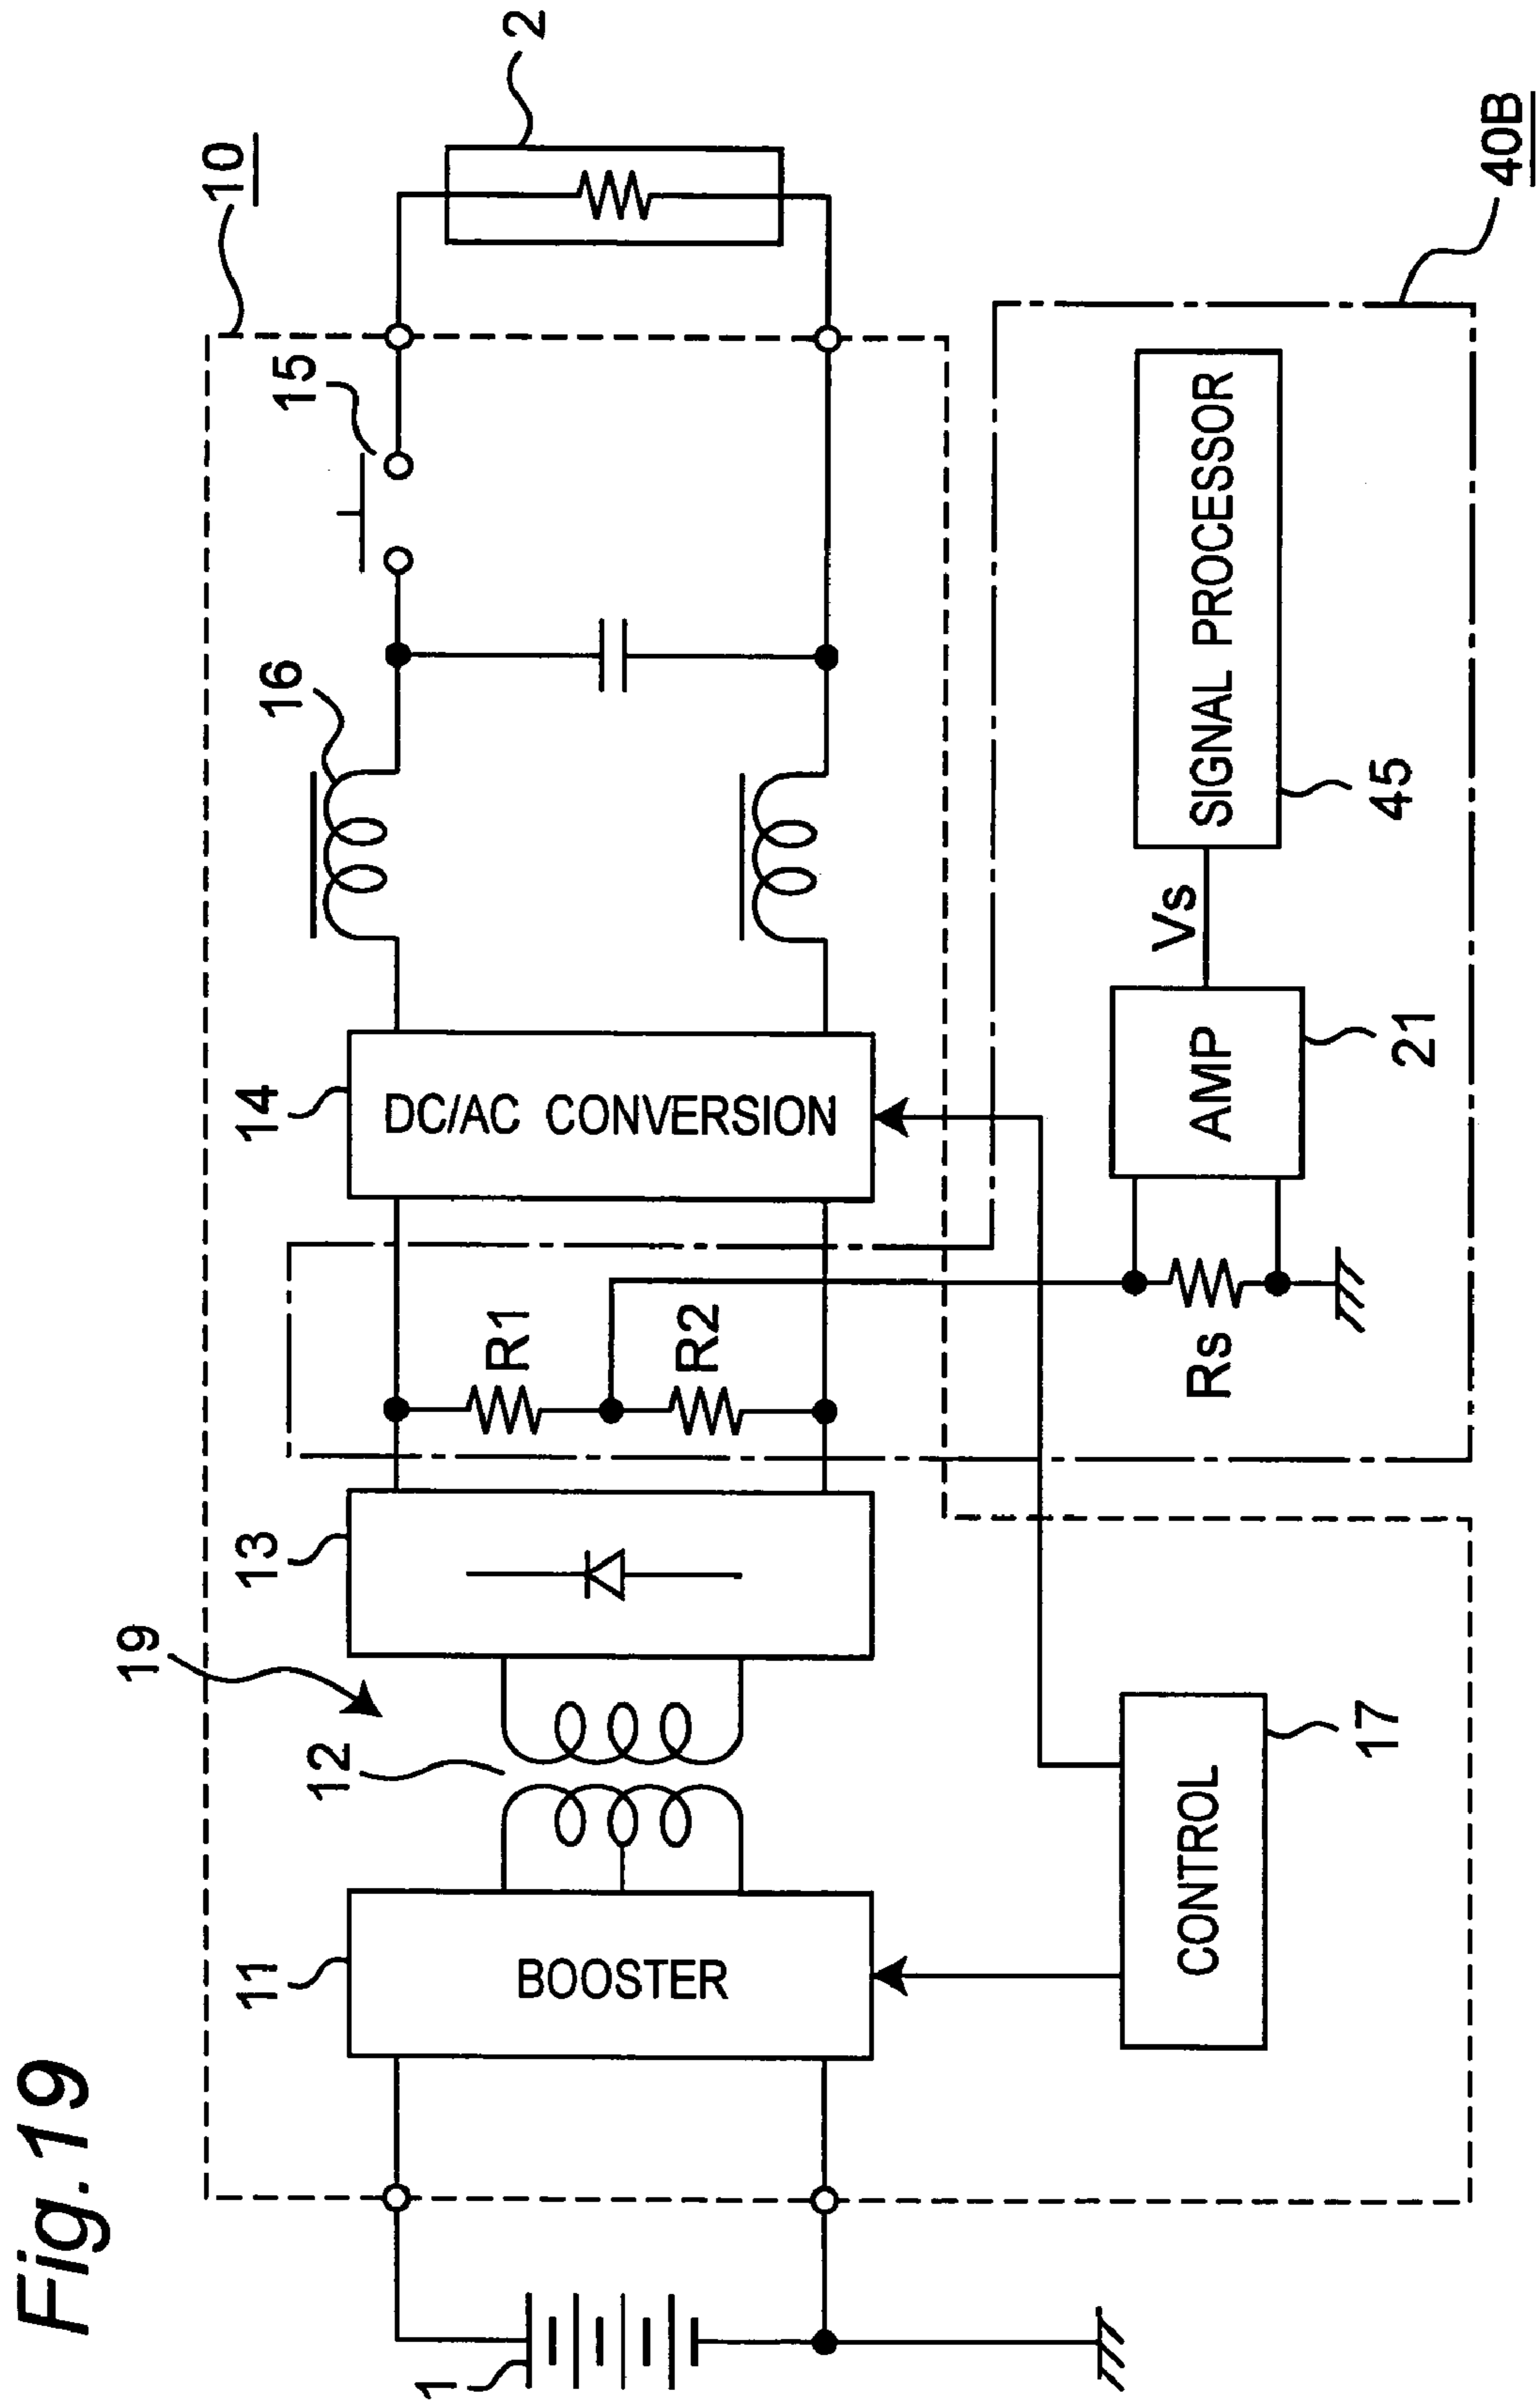 Fig.19
10
19
15
16
14
13
12
11
2
1
BOOSTER
DC/AC CONVERSION
R1
R2
CONTROL
17
Rs
AMP
21
Vs
SIGNAL PROCESSOR
45
40B